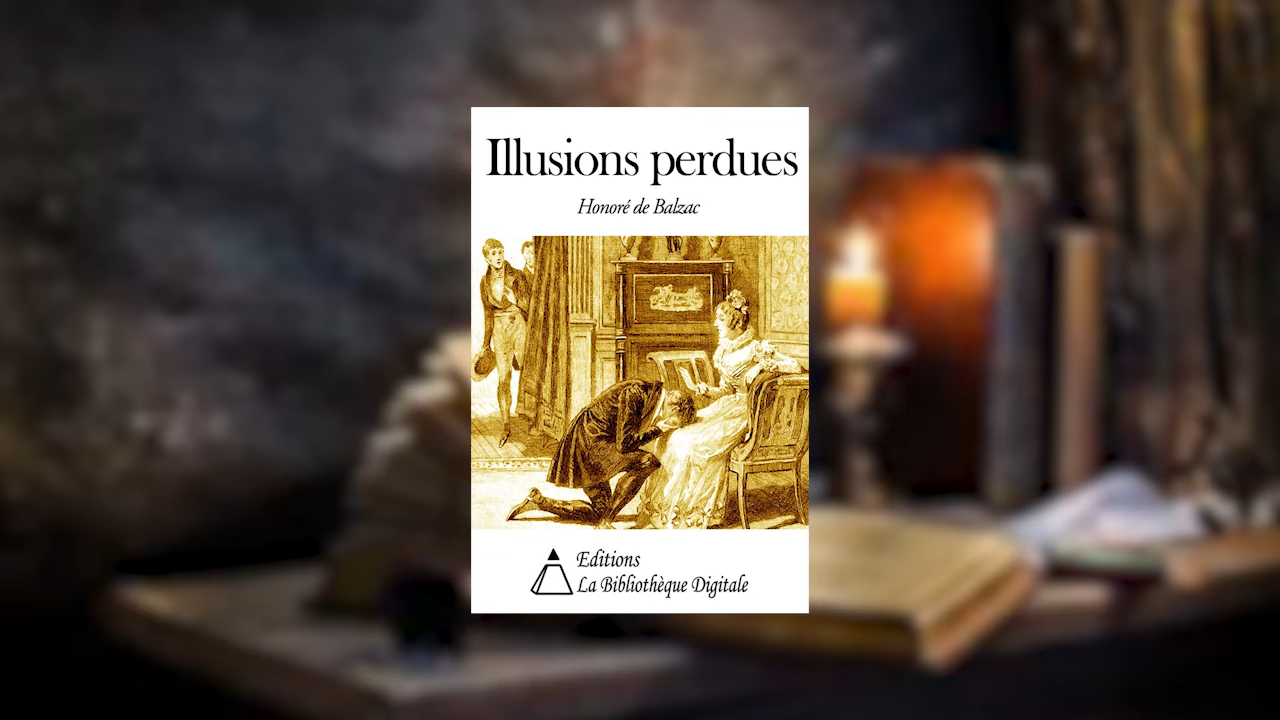 Illusions perdues
Honoré de Balzac
Editions
La Bibliothèque Digitale